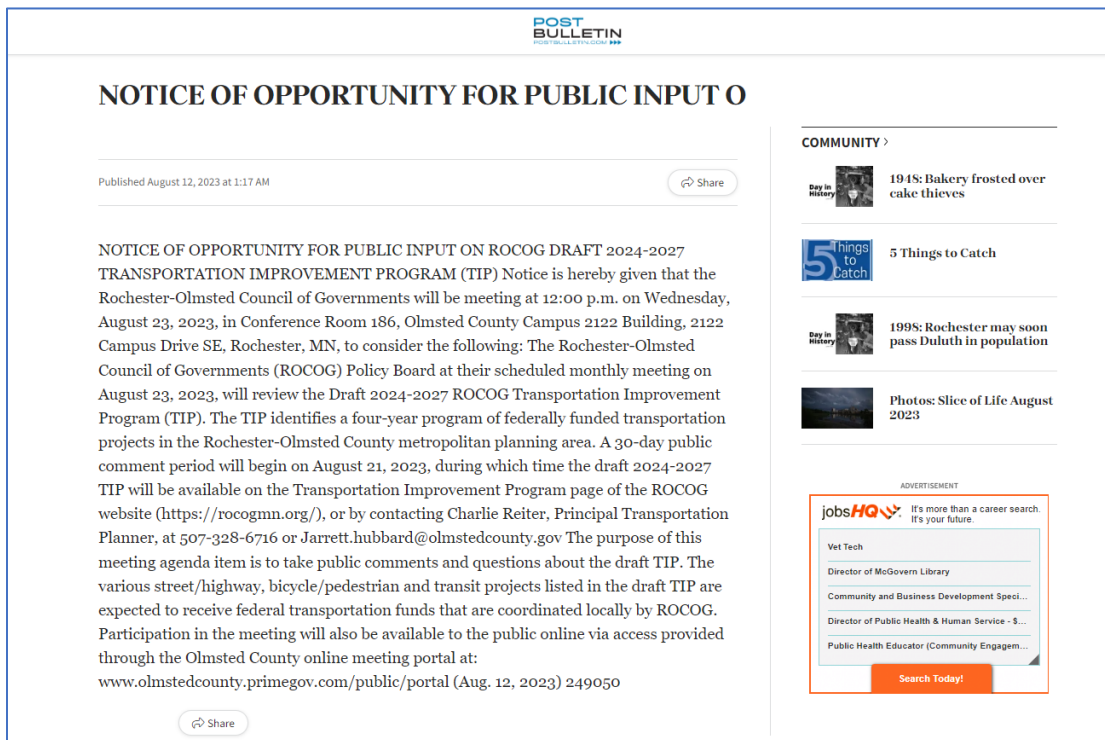 POST
BULLETIN
POSTBULLETIN.COM
NOTICE OF OPPORTUNITY FOR PUBLIC INPUT O
Published August 12, 2023 at 1:17 AM
Share
NOTICE OF OPPORTUNITY FOR PUBLIC INPUT ON ROCOG DRAFT 2024-2027
TRANSPORTATION IMPROVEMENT PROGRAM (TIP) Notice is hereby given that the
Rochester-Olmsted Council of Governments will be meeting at 12:00 p.m. on Wednesday,
August 23, 2023, in Conference Room 186, Olmsted County Campus 2122 Building, 2122
Campus Drive SE, Rochester, MN, to consider the following: The Rochester-Olmsted
Council of Governments (ROCOG) Policy Board at their scheduled monthly meeting on
August 23, 2023, will review the Draft 2024-2027 ROCOG Transportation Improvement
Program (TIP). The TIP identifies a four-year program of federally funded transportation
projects in the Rochester-Olmsted County metropolitan planning area. A 30-day public
comment period will begin on August 21, 2023, during which time the draft 2024-2027
TIP will be available on the Transportation Improvement Program page of the ROCOG
website (https://rocogmn.org/), or by contacting Charlie Reiter, Principal Transportation
Planner, at 507-328-6716 or Jarrett.hubbard@olmstedcounty.gov The purpose of this
meeting agenda item is to take public comments and questions about the draft TIP. The
various street/highway, bicycle/pedestrian and transit projects listed in the draft TIP are
expected to receive federal transportation funds that are coordinated locally by ROCOG.
Participation in the meeting will also be available to the public online via access provided
through the Olmsted County online meeting portal at:
www.olmstedcounty.primegov.com/public/portal (Aug. 12, 2023) 249050
Share
COMMUNITY >
Day in
History
1948: Bakery frosted over
cake thieves
5 Things
to
Catch
5 Things to Catch
Day in
History
1998: Rochester may soon
pass Duluth in population
Photos: Slice of Life August
2023
ADVERTISEMENT
jobsHQ
It's more than a career search.
It's your future.
Vet Tech
Director of McGovern Library
Community and Business Development Speci...
Director of Public Health & Human Service - $...
Public Health Educator (Community Engagem...
Search Today!